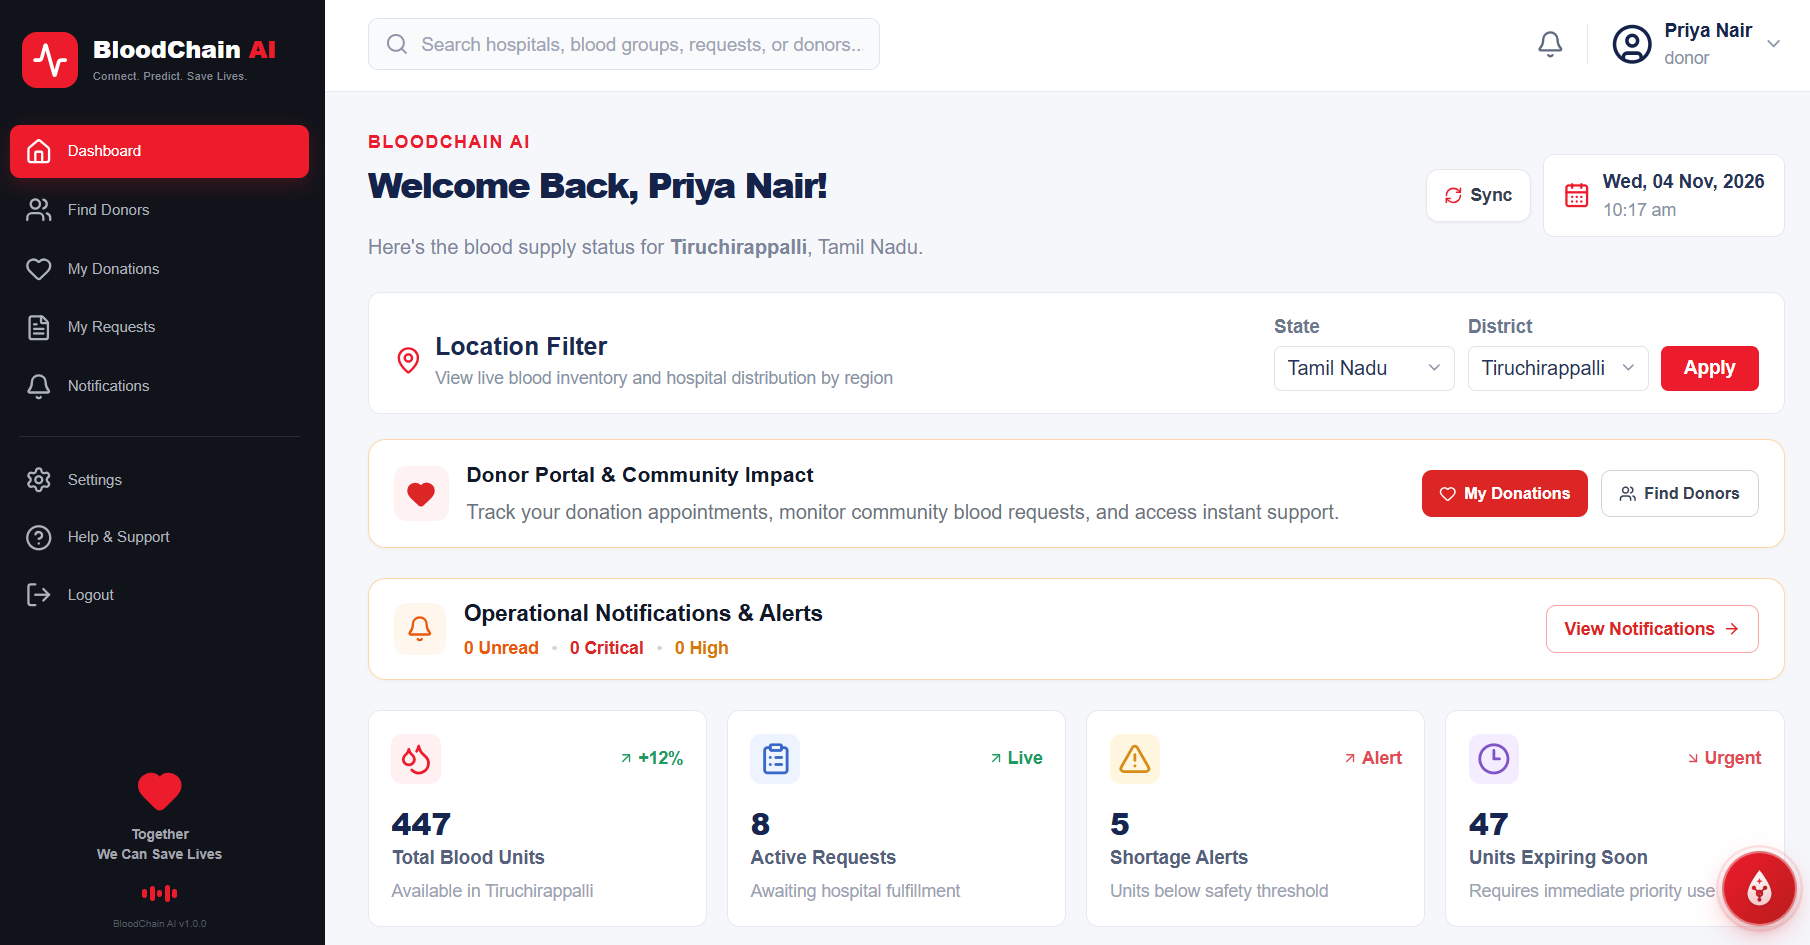 BloodChain AI
Connect. Predict. Save Lives.
Dashboard
Find Donors
My Donations
My Requests
Notifications
Settings
Help & Support
Logout
Together
We Can Save Lives
BloodChain AI v1.0.0
Search hospitals, blood groups, requests, or donors..
Priya Nair
donor
BLOODCHAIN AI
Welcome Back, Priya Nair!
Here's the blood supply status for Tiruchirappalli, Tamil Nadu.
Sync
Wed, 04 Nov, 2026
10:17 am
Location Filter
View live blood inventory and hospital distribution by region
State
Tamil Nadu
District
Tiruchirappalli
Apply
Donor Portal & Community Impact
Track your donation appointments, monitor community blood requests, and access instant support.
My Donations
Find Donors
Operational Notifications & Alerts
0 Unread • 0 Critical • 0 High
View Notifications
+12%
447
Total Blood Units
Available in Tiruchirappalli
Live
8
Active Requests
Awaiting hospital fulfillment
Alert
5
Shortage Alerts
Units below safety threshold
Urgent
47
Units Expiring Soon
Requires immediate priority use